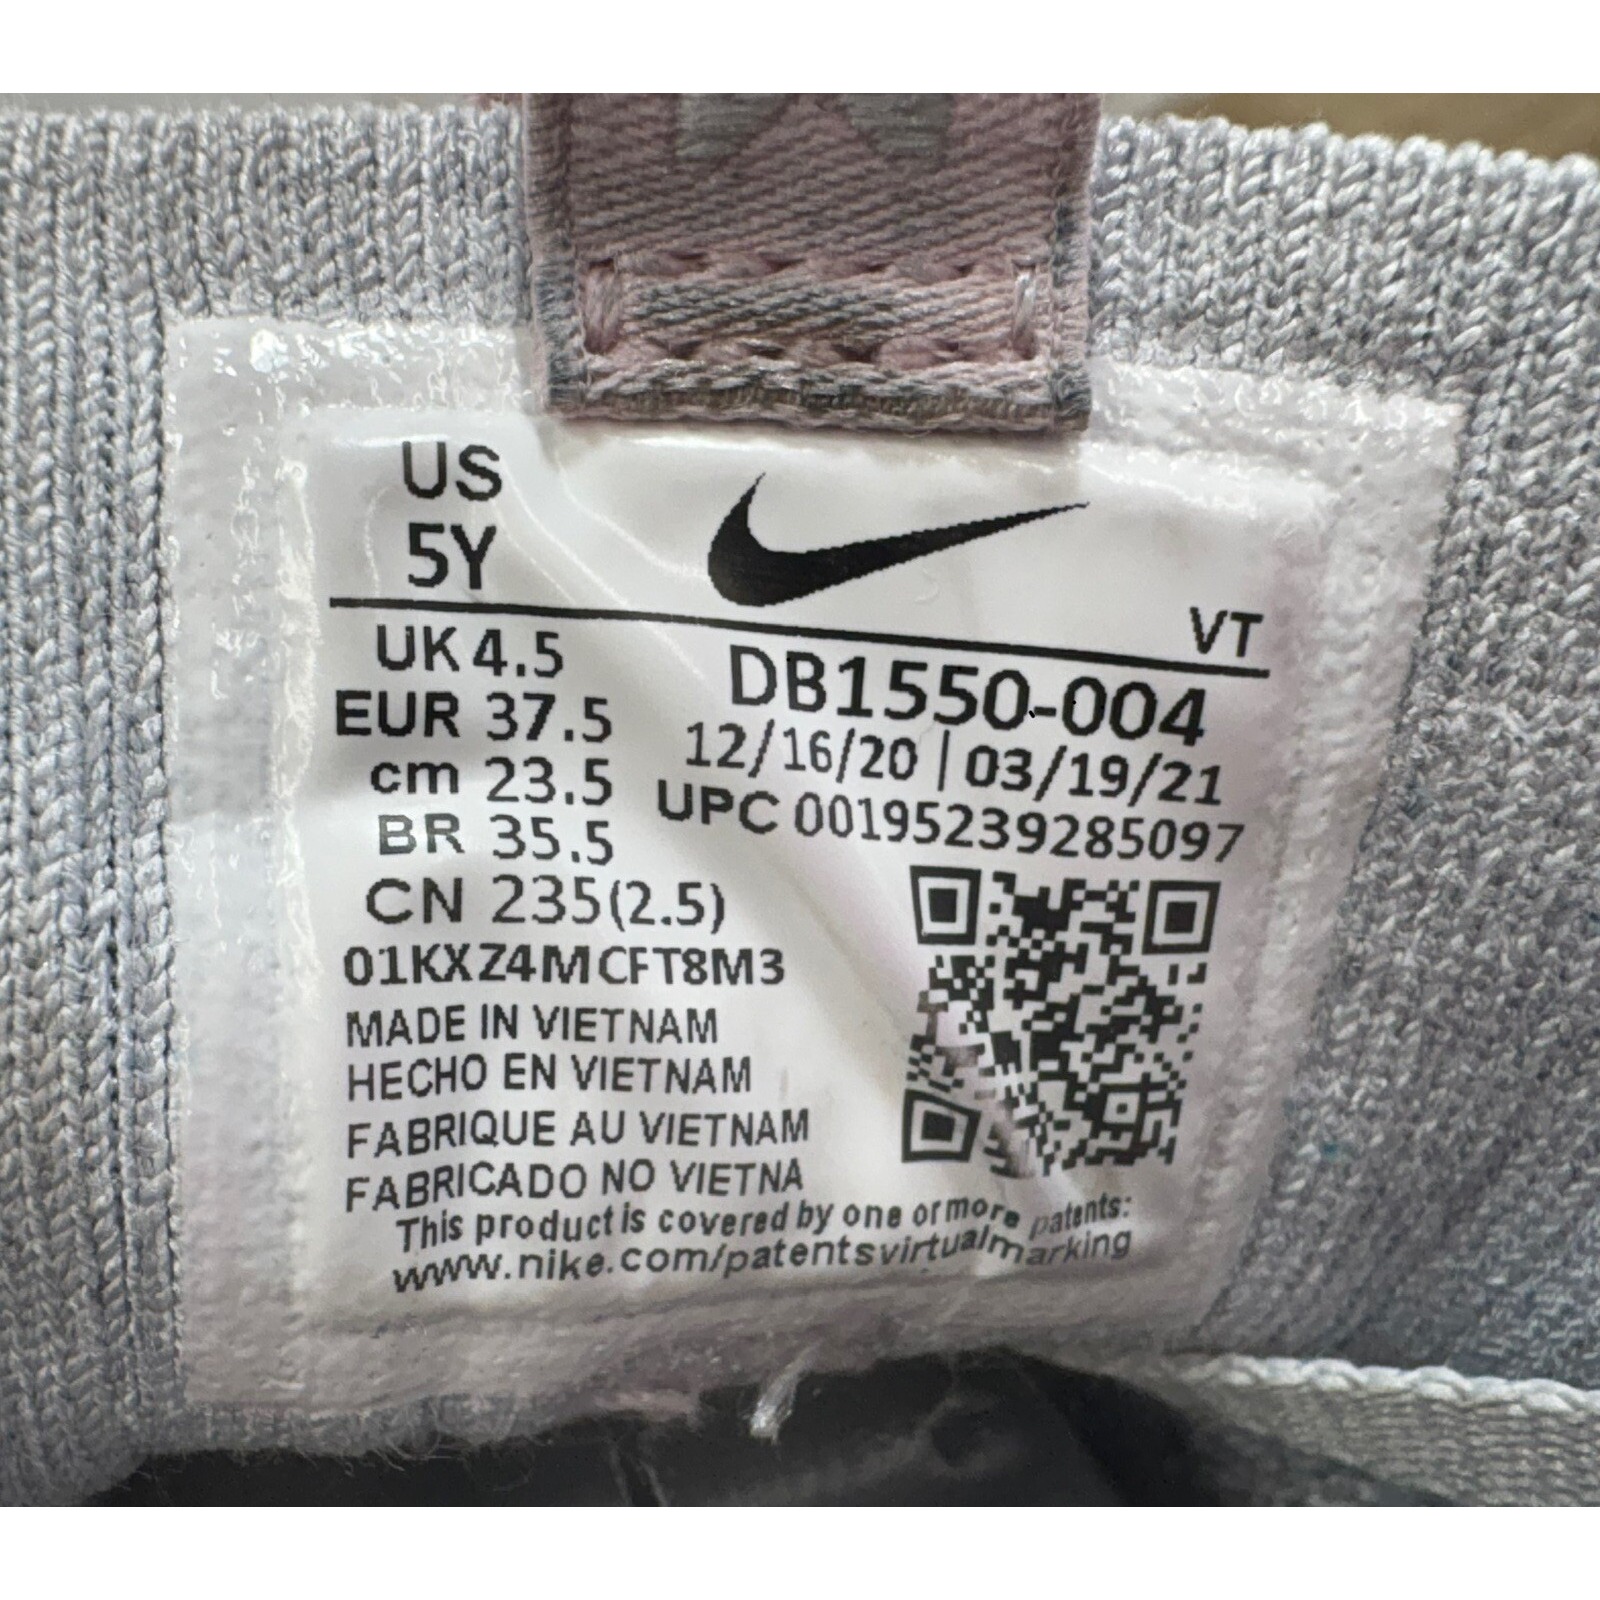 US
5Y
VT
UK 4.5
EUR 37.5
cm 23.5
BR 35.5
CN 235(2.5)
DB1550-004
12/16/20 | 03/19/21
UPC 00195239285097
01KXZ4MCFT8M3
MADE IN VIETNAM
HECHO EN VIETNAM
FABRIQUE AU VIETNAM
FABRICADO NO VIETNA
This product is covered by one or more patents:
www.nike.com/patentsvirtualmarking